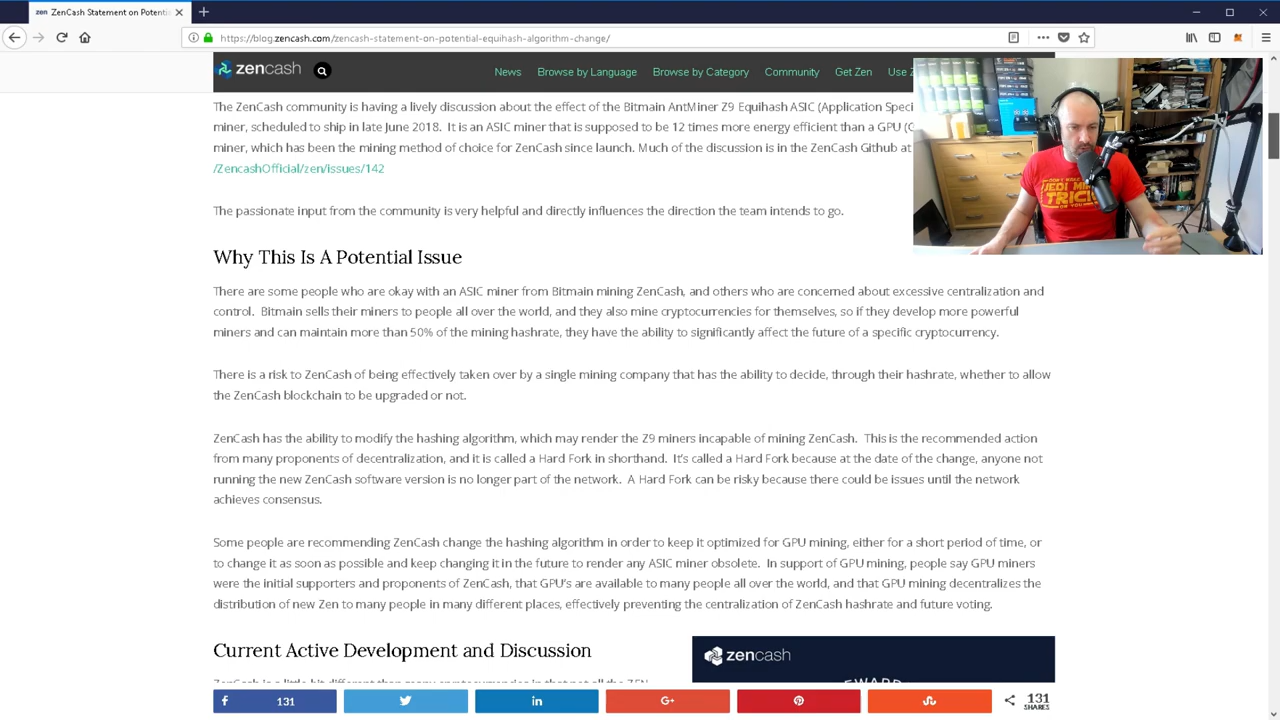 zen ZenCash Statement on Potenti
https://blog.zencash.com/zencash-statement-on-potential-equihash-algorithm-change/
zencash
News Browse by Language Browse by Category Community Get Zen Use
The ZenCash community is having a lively discussion about the effect of the Bitmain AntMiner Z9 Equihash ASIC (Application Speci
miner, scheduled to ship in late June 2018. It is an ASIC miner that is supposed to be 12 times more energy efficient than a GPU (G
miner, which has been the mining method of choice for ZenCash since launch. Much of the discussion is in the ZenCash Github at
/ZencashOfficial/zen/issues/142
The passionate input from the community is very helpful and directly influences the direction the team intends to go.
JEDI MIND
TRICKS
Why This Is A Potential Issue
There are some people who are okay with an ASIC miner from Bitmain mining ZenCash, and others who are concerned about excessive centralization and
control. Bitmain sells their miners to people all over the world, and they also mine cryptocurrencies for themselves, so if they develop more powerful
miners and can maintain more than 50% of the mining hashrate, they have the ability to significantly affect the future of a specific cryptocurrency.
There is a risk to ZenCash of being effectively taken over by a single mining company that has the ability to decide, through their hashrate, whether to allow
the ZenCash blockchain to be upgraded or not.
ZenCash has the ability to modify the hashing algorithm, which may render the Z9 miners incapable of mining ZenCash. This is the recommended action
from many proponents of decentralization, and it is called a Hard Fork in shorthand. It's called a Hard Fork because at the date of the change, anyone not
running the new ZenCash software version is no longer part of the network. A Hard Fork can be risky because there could be issues until the network
achieves consensus.
Some people are recommending ZenCash change the hashing algorithm in order to keep it optimized for GPU mining, either for a short period of time, or
to change it as soon as possible and keep changing it in the future to render any ASIC miner obsolete. In support of GPU mining, people say GPU miners
were the initial supporters and proponents of ZenCash, that GPU's are available to many people all over the world, and that GPU mining decentralizes the
distribution of new Zen to many people in many different places, effectively preventing the centralization of ZenCash hashrate and future voting.
Current Active Development and Discussion
zencash
131
131
SHARES